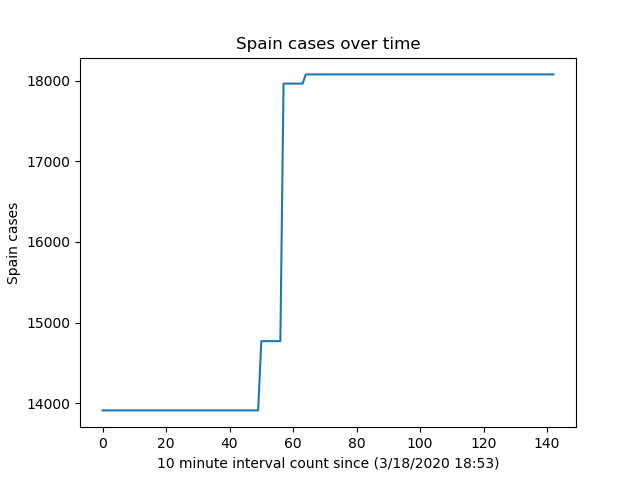 Spain cases over time
18000
17000
16000
15000
14000
Spain cases
0 20 40 60 80 100 120 140
10 minute interval count since (3/18/2020 18:53)